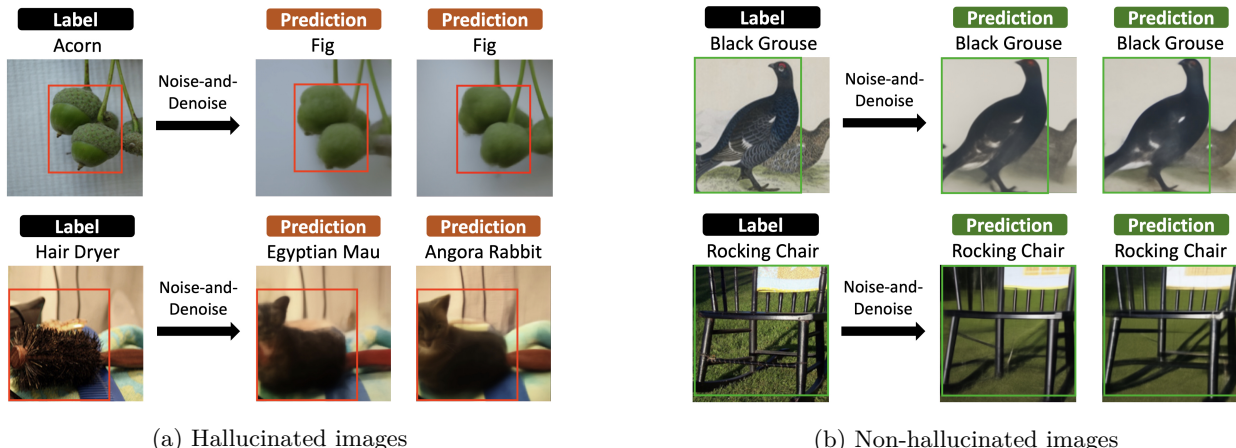 Label
Prediction
Prediction
Acorn
Fig
Fig
Noise-and-
Denoise
Label
Prediction
Prediction
Hair Dryer
Egyptian Mau
Angora Rabbit
Noise-and-
Denoise
(a) Hallucinated images
Label
Prediction
Prediction
Black Grouse
Black Grouse
Black Grouse
Noise-and-
Denoise
Label
Prediction
Prediction
Rocking Chair
Rocking Chair
Rocking Chair
Noise-and-
Denoise
(b) Non-hallucinated images